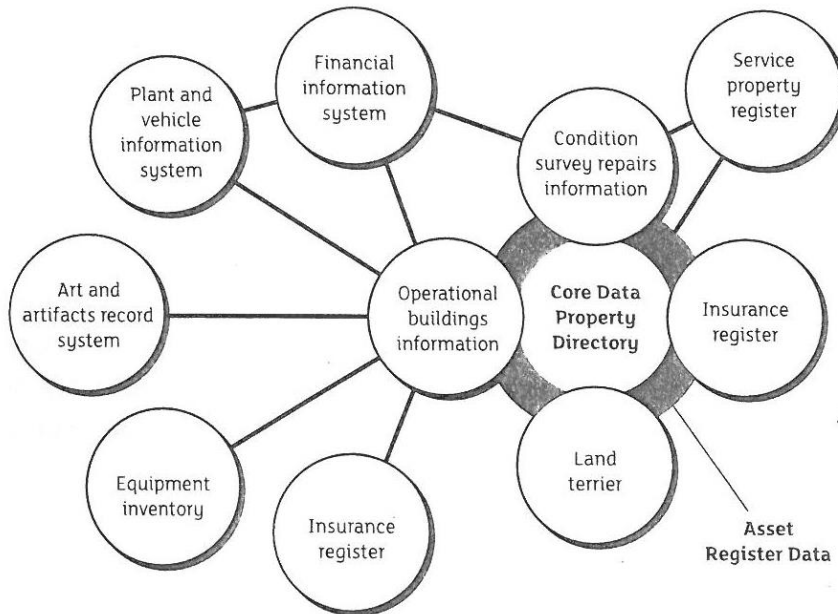 Financial
information
system
Service
property
register
Plant and
vehicle
information
system
Condition
survey repairs
information
Art and
artifacts record
system
Operational
buildings
information
Core Data
Property
Directory
Insurance
register
Equipment
inventory
Insurance
register
Land
terrier
Asset
Register Data